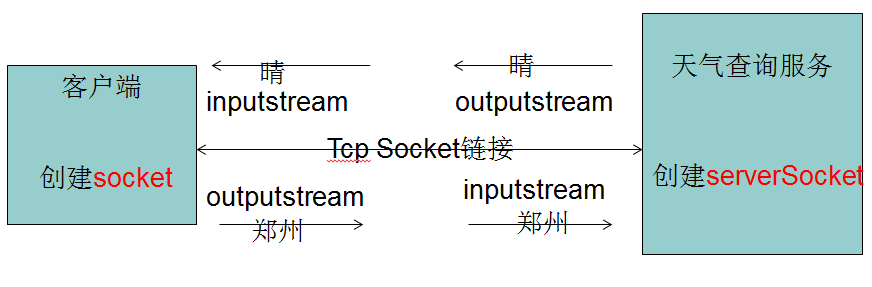 客户端
创建socket
晴
inputstream
晴
outputstream
Tcp Socket链接
outputstream
郑州
inputstream
郑州
天气查询服务
创建serverSocket